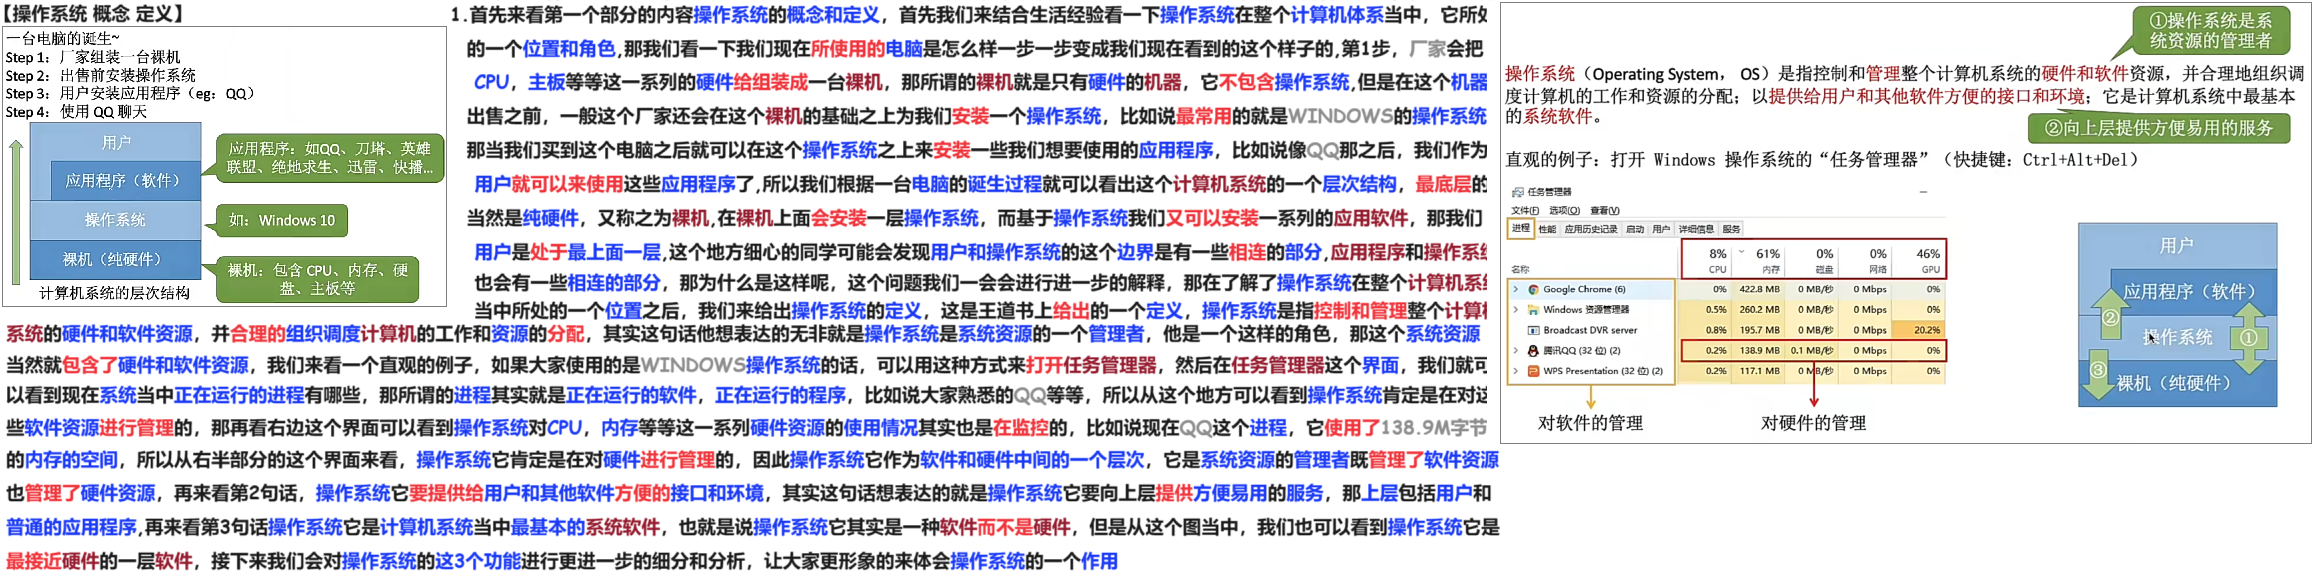 【操作系统 概念 定义】
一台电脑的诞生~
Step 1：厂家组装一台裸机
Step 2：出售前安装操作系统
Step 3：用户安装应用程序（eg：QQ）
Step 4：使用 QQ 聊天
用户
应用程序（软件）
操作系统
裸机（纯硬件）
应用程序：如QQ、刀塔、英雄
联盟、绝地求生、迅雷、快播...
如：Windows 10
裸机：包含 CPU、内存、硬
盘、主板等
计算机系统的层次结构
1.首先来看第一个部分的内容操作系统的概念和定义，首先我们来结合生活经验看一下操作系统在整个计算机体系当中，它所处
的一个位置和角色,那我们看一下我们现在所使用的电脑是怎么样一步一步变成我们现在看到的这个样子的,第1步，厂家会把
CPU，主板等等这一系列的硬件给组装成一台裸机，那所谓的裸机就是只有硬件的机器，它不包含操作系统,但是在这个机器
出售之前，一般这个厂家还会在这个裸机的基础之上为我们安装一个操作系统，比如说最常用的就是WINDOWS的操作系统
那当我们买到这个电脑之后就可以在这个操作系统之上来安装一些我们想要使用的应用程序，比如说像QQ那之后，我们作为
用户就可以来使用这些应用程序了,所以我们根据一台电脑的诞生过程就可以看出这个计算机系统的一个层次结构，最底层的
当然是纯硬件，又称之为裸机,在裸机上面会安装一层操作系统，而基于操作系统我们又可以安装一系列的应用软件，那我们
用户是处于最上面一层,这个地方细心的同学可能会发现用户和操作系统的这个边界是有一些相连的部分,应用程序和操作系统
也会有一些相连的部分，那为什么是这样呢，这个问题我们一会会进行进一步的解释，那在了解了操作系统在整个计算机系统
当中所处的一个位置之后，我们来给出操作系统的定义，这是王道书上给出的一个定义，操作系统是指控制和管理整个计算机
系统的硬件和软件资源，并合理的组织调度计算机的工作和资源的分配，其实这句话他想表达的无非就是操作系统是系统资源的一个管理者，他是一个这样的角色，那这个系统资源
当然就包含了硬件和软件资源，我们来看一个直观的例子，如果大家使用的是WINDOWS操作系统的话，可以用这种方式来打开任务管理器，然后在任务管理器这个界面，我们就可
以看到现在系统当中正在运行的进程有哪些，那所谓的进程其实就是正在运行的软件，正在运行的程序，比如说大家熟悉的QQ等等，所以从这个地方可以看到操作系统肯定是在对这
些软件资源进行管理的，那再看右边这个界面可以看到操作系统对CPU，内存等等这一系列硬件资源的使用情况其实也是在监控的，比如说现在QQ这个进程，它使用了138.9M字节
的内存的空间，所以从右半部分的这个界面来看，操作系统它肯定是在对硬件进行管理的，因此操作系统它作为软件和硬件中间的一个层次，它是系统资源的管理者既管理了软件资源
也管理了硬件资源，再来看第2句话，操作系统它要提供给用户和其他软件方便的接口和环境，其实这句话想表达的就是操作系统它要向上层提供方便易用的服务，那上层包括用户和
普通的应用程序,再来看第3句话操作系统它是计算机系统当中最基本的系统软件，也就是说操作系统它其实是一种软件而不是硬件，但是从这个图当中，我们也可以看到操作系统它是
最接近硬件的一层软件，接下来我们会对操作系统的这3个功能进行更进一步的细分和分析，让大家更形象的来体会操作系统的一个作用
①操作系统是系
统资源的管理者
操作系统（Operating System， OS）是指控制和管理整个计算机系统的硬件和软件资源，并合理地组织调
度计算机的工作和资源的分配；以提供给用户和其他软件方便的接口和环境；它是计算机系统中最基本
的系统软件。
②向上层提供方便易用的服务
直观的例子：打开 Windows 操作系统的“任务管理器”（快捷键：Ctrl+Alt+Del）
任务管理器
文件(F) 选项(O) 查看(V)
进程 性能 应用历史记录 启动 用户 详细信息 服务
8% 61% 0% 0% 46%
名称 CPU 内存 磁盘 网络 GPU
Google Chrome (6) 0% 422.8 MB 0 MB/秒 0 Mbps 0%
Windows 资源管理器 0.5% 260.2 MB 0 MB/秒 0 Mbps 0%
Broadcast DVR server 0.8% 195.7 MB 0 MB/秒 0 Mbps 20.2%
腾讯QQ (32 位) (2) 0.2% 138.9 MB 0.1 MB/秒 0 Mbps 0%
WPS Presentation (32 位) (2) 0.2% 117.1 MB 0 MB/秒 0 Mbps 0%
对软件的管理
对硬件的管理
用户
应用程序（软件）
②
操作系统
①
③
裸机（纯硬件）